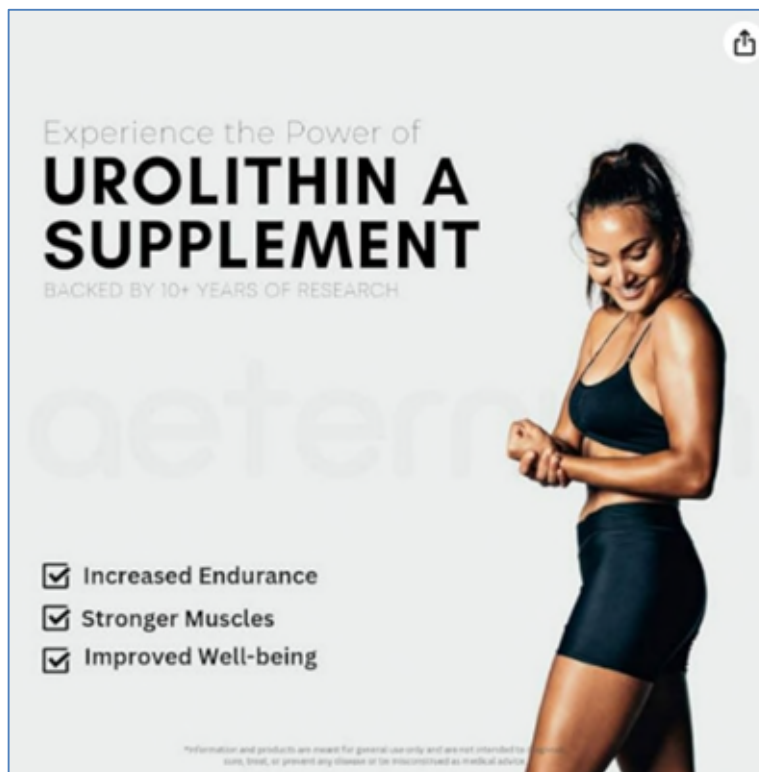 Experience the Power of
UROLITHIN A
SUPPLEMENT
BACKED BY 10+ YEARS OF RESEARCH
Increased Endurance
Stronger Muscles
Improved Well-being
*Information and products are meant for general use only and are not intended to
cure, treat, or prevent any disease or be misconstrued as medical advice.